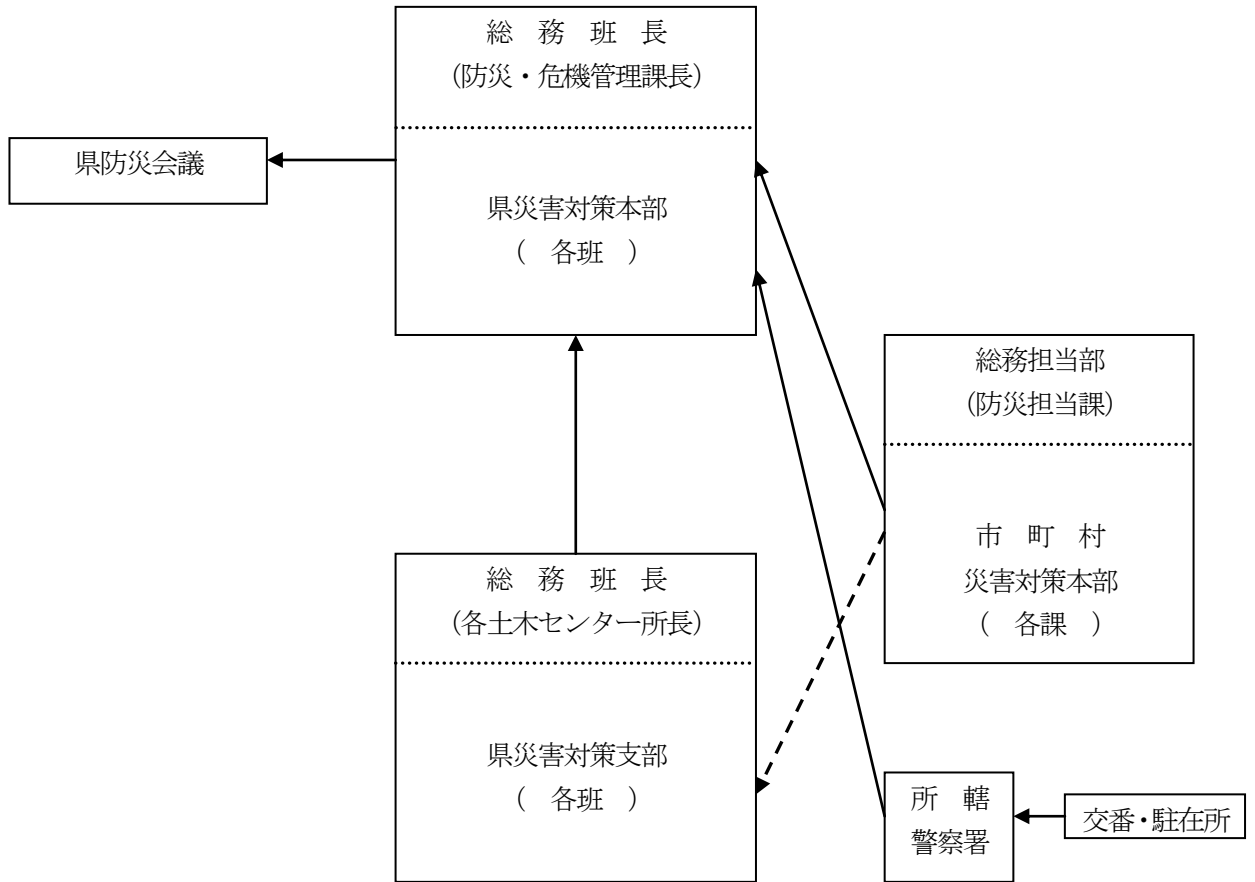 総　務　班　長
(防災・危機管理課長)
県災害対策本部
(　各班　)
県防災会議
総務担当部
(防災担当課)
市　町　村
災害対策本部
(　各課　)
総　務　班　長
(各土木センター所長)
県災害対策支部
(　各班　)
所　轄
警察署
交番・駐在所